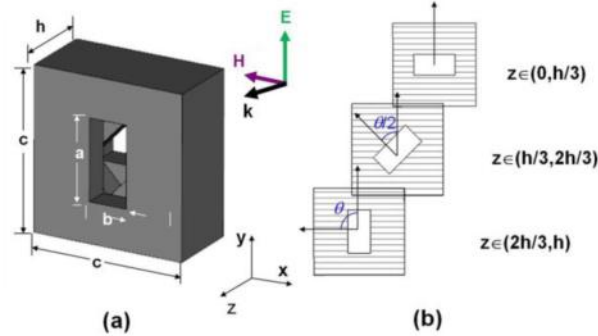 h
E
H
k
c
a
b
c
y
x
z
(a)
z∈(0,h/3)
θ/2
z∈(h/3,2h/3)
θ
z∈(2h/3,h)
(b)